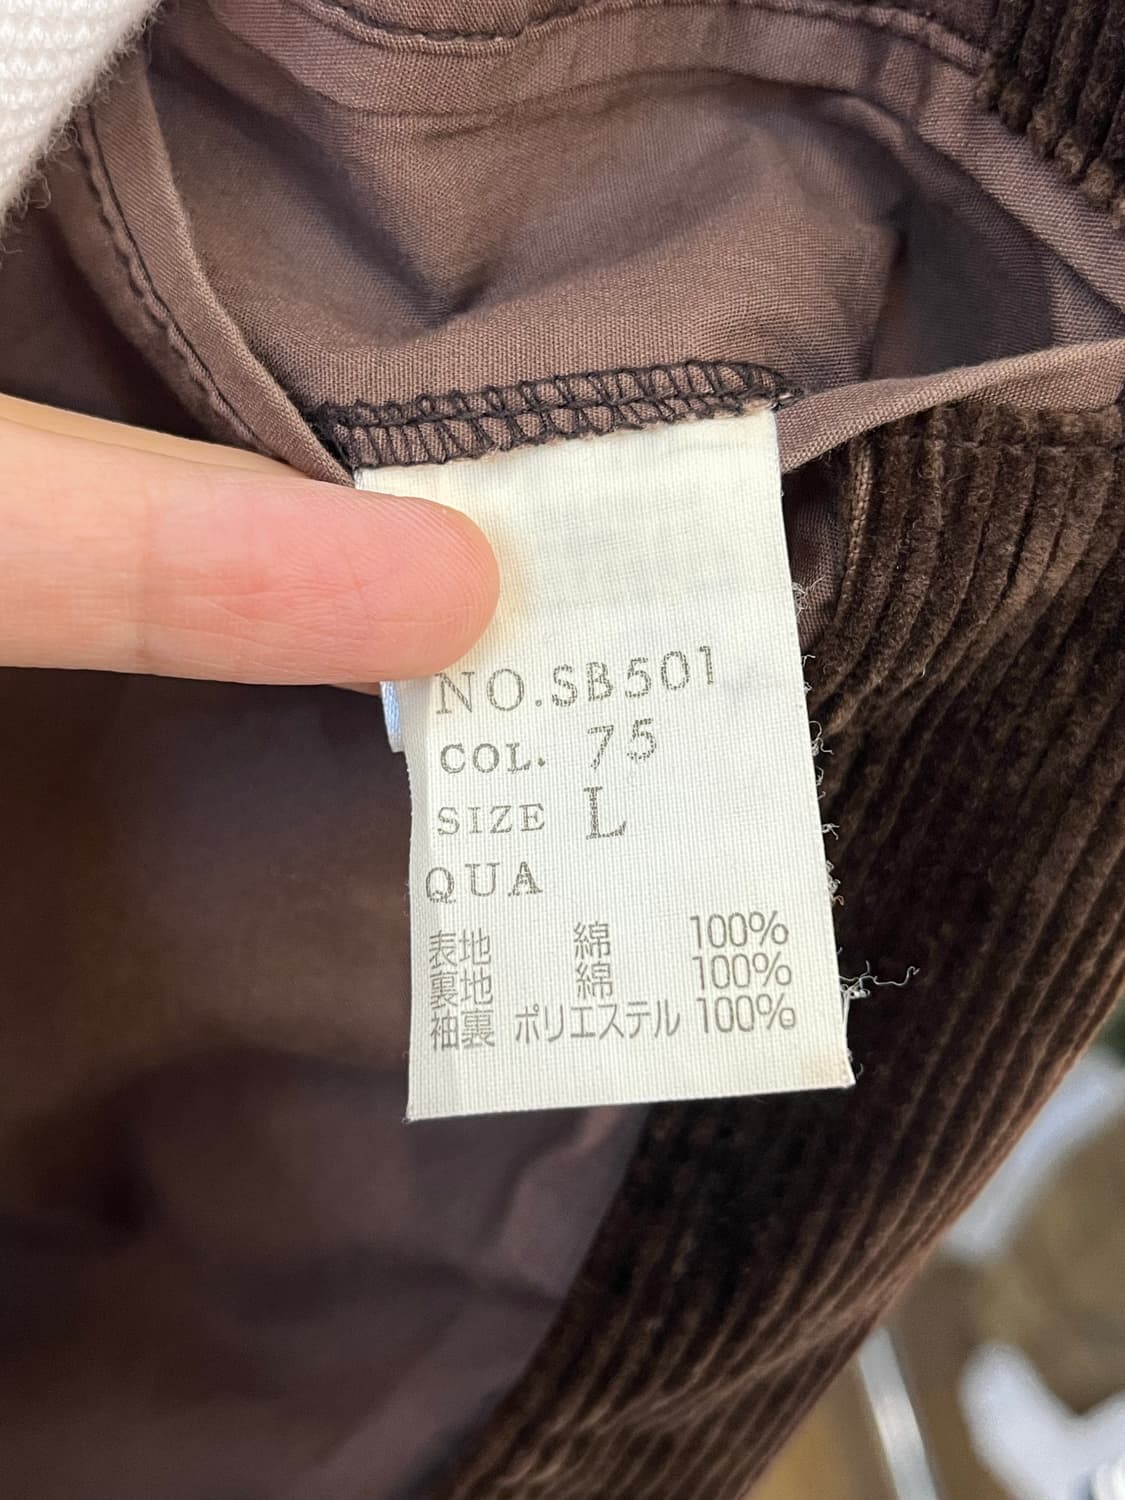 NO.SB501
COL. 75
SIZE L
QUA
表地 綿 100%
裏地 綿 100%
袖裏 ポリエステル 100%